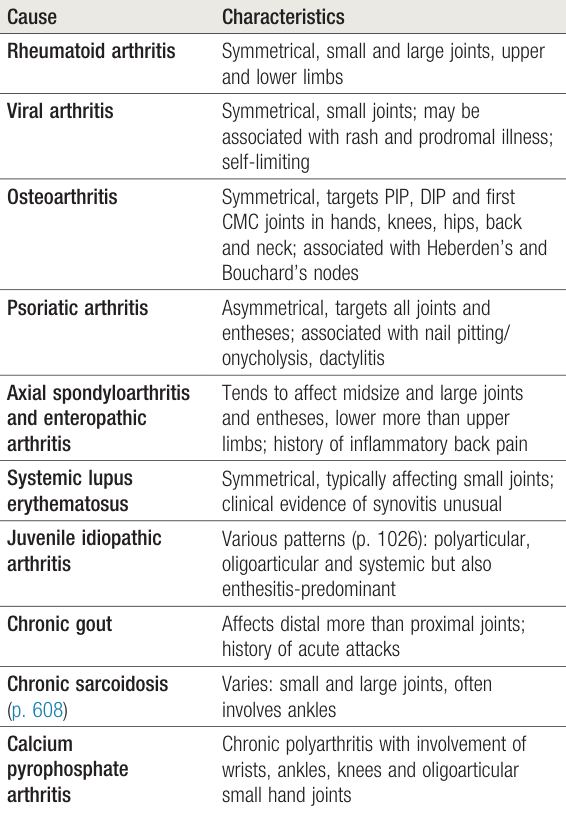 Cause Characteristics
Rheumatoid arthritis Symmetrical, small and large joints, upper
and lower limbs
Viral arthritis Symmetrical, small joints; may be
associated with rash and prodromal illness;
self-limiting
Osteoarthritis Symmetrical, targets PIP, DIP and first
CMC joints in hands, knees, hips, back
and neck; associated with Heberden’s and
Bouchard’s nodes
Psoriatic arthritis Asymmetrical, targets all joints and
entheses; associated with nail pitting/
onycholysis, dactylitis
Axial spondyloarthritis Tends to affect midsize and large joints
and enteropathic and entheses, lower more than upper
arthritis limbs; history of inflammatory back pain
Systemic lupus Symmetrical, typically affecting small joints;
erythematosus clinical evidence of synovitis unusual
Juvenile idiopathic Various patterns (p. 1026): polyarticular,
arthritis oligoarticular and systemic but also
enthesitis-predominant
Chronic gout Affects distal more than proximal joints;
history of acute attacks
Chronic sarcoidosis Varies: small and large joints, often
(p. 608) involves ankles
Calcium Chronic polyarthritis with involvement of
pyrophosphate wrists, ankles, knees and oligoarticular
arthritis small hand joints